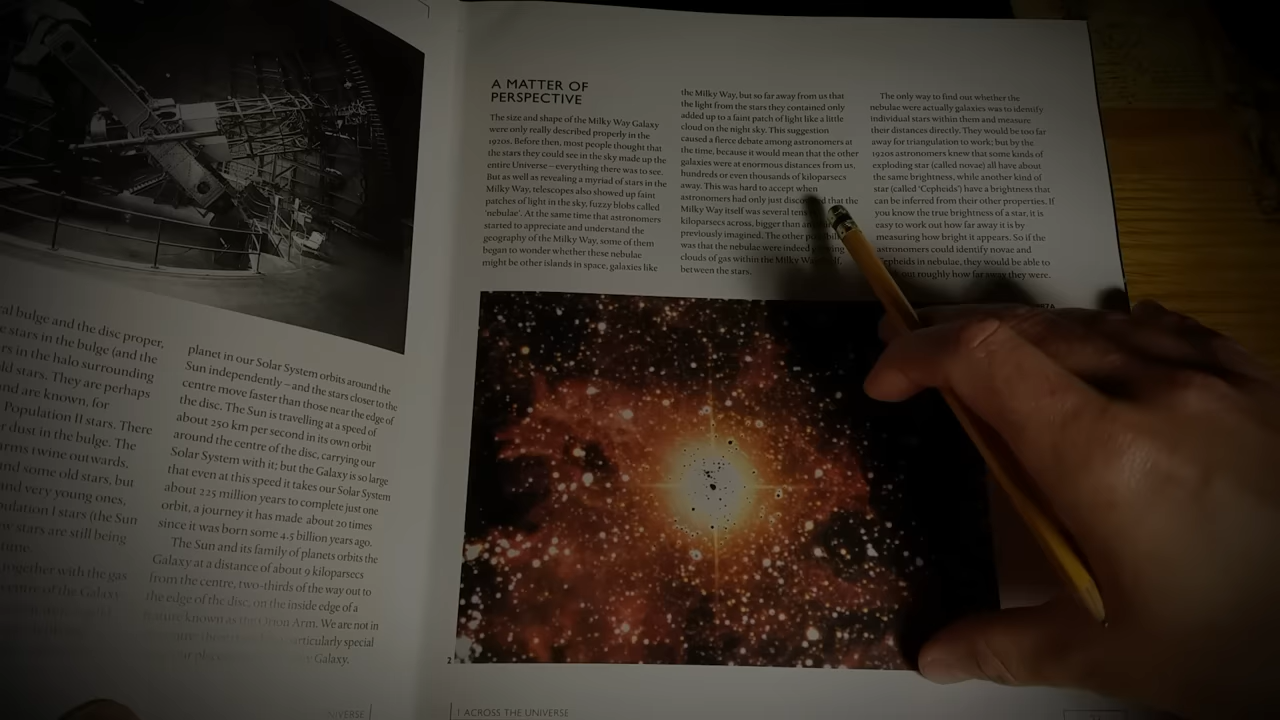 al bulge and the disc proper,
e stars in the bulge (and the
rs in the halo surrounding
ld stars. They are perhaps
and are known, for
Population II stars. There
r dust in the bulge. The
arms twine outwards,
nd some old stars, but
and very young ones,
pulation I stars (the Sun
w stars are still being
time.
together with the gas
centre of the Galaxy
planet in our Solar System orbits around the
Sun independently – and the stars closer to the
centre move faster than those near the edge of
the disc. The Sun is travelling at a speed of
about 250 km per second in its own orbit
around the centre of the disc, carrying our
Solar System with it; but the Galaxy is so large
that even at this speed it takes our Solar System
about 225 million years to complete just one
orbit, a journey it has made about 20 times
since it was born some 4.5 billion years ago.
The Sun and its family of planets orbits the
Galaxy at a distance of about 9 kiloparsecs
from the centre, two-thirds of the way out to
the edge of the disc, on the inside edge of a
feature known as the Orion Arm. We are not in
articularly special
Galaxy.
VERSE
A MATTER OF
PERSPECTIVE
The size and shape of the Milky Way Galaxy
were only really described properly in the
1920s. Before then, most people thought that
the stars they could see in the sky made up the
entire Universe – everything there was to see.
But as well as revealing a myriad of stars in the
Milky Way, telescopes also showed up faint
patches of light in the sky, fuzzy blobs called
'nebulae'. At the same time that astronomers
started to appreciate and understand the
geography of the Milky Way, some of them
began to wonder whether these nebulae
might be other islands in space, galaxies like
the Milky Way, but so far away from us that
the light from the stars they contained only
added up to a faint patch of light like a little
cloud on the night sky. This suggestion
caused a fierce debate among astronomers at
the time, because it would mean that the other
galaxies were at enormous distances from us,
hundreds or even thousands of kiloparsecs
away. This was hard to accept when
astronomers had only just disco that the
Milky Way itself was several ten
kiloparsecs across, bigger than an
previously imagined. The other possibil
was that the nebulae were indeed
clouds of gas within the Milky Way
between the stars.
The only way to find out whether the
nebulae were actually galaxies was to identify
individual stars within them and measure
their distances directly. They would be too far
away for triangulation to work; but by the
1920s astronomers knew that some kinds of
exploding star (called novae) all have about
the same brightness, while another kind of
star (called 'Cepheids') have a brightness that
can be inferred from their other properties. If
you know the true brightness of a star, it is
easy to work out how far away it is by
measuring how bright it appears. So if the
astronomers could identify novae and
Cepheids in nebulae, they would be able to
out roughly how far away they were.
2
1 ACROSS THE UNIVERSE